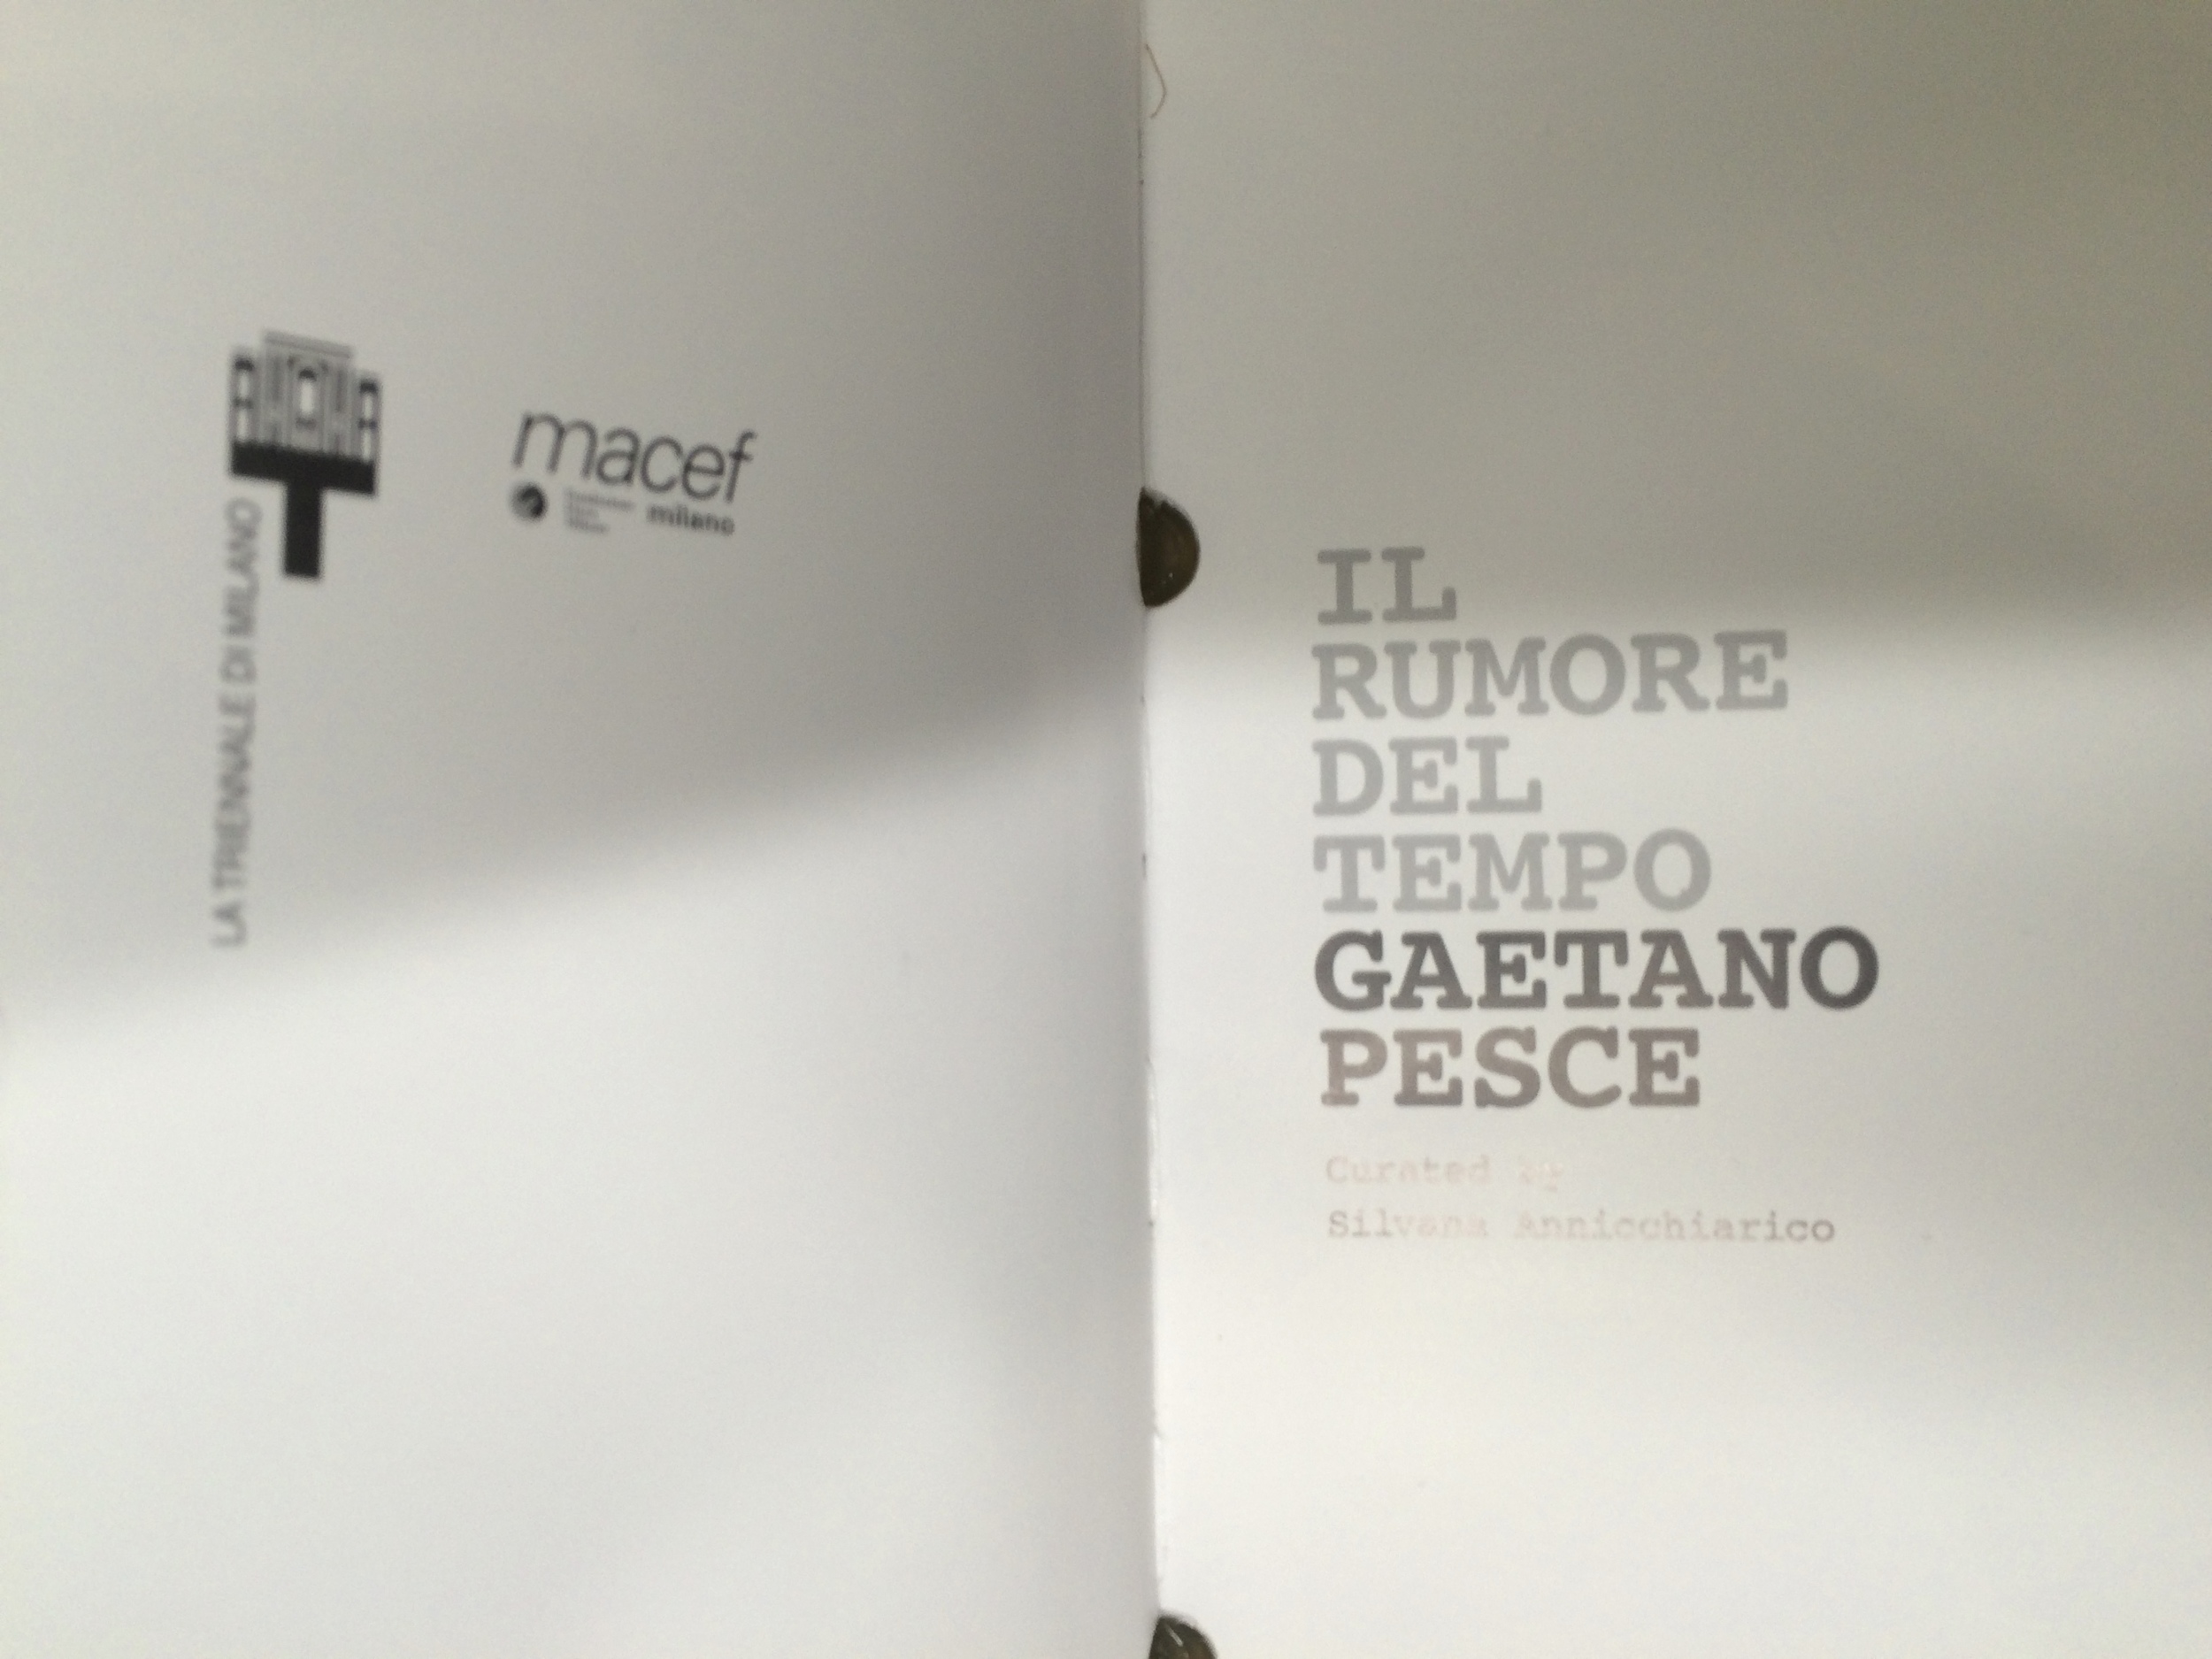 LA TRIENNALE DI MILANO
macef
milano
IL
RUMORE
DEL
TEMPO
GAETANO
PESCE
Curated by
Silvana Annicchiarico